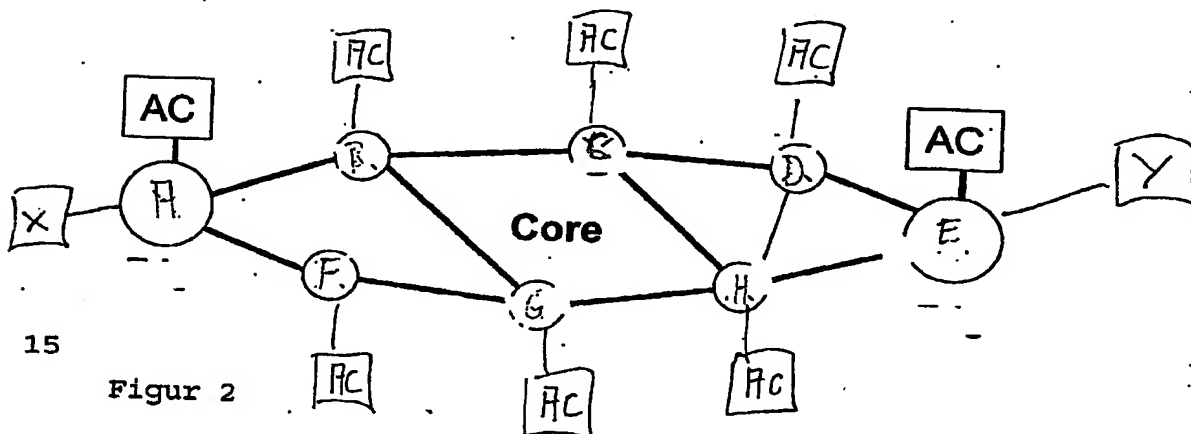 AC AC AC
AC AC
X A B C D E Y
Core
F G H
15
Figur 2
AC AC AC